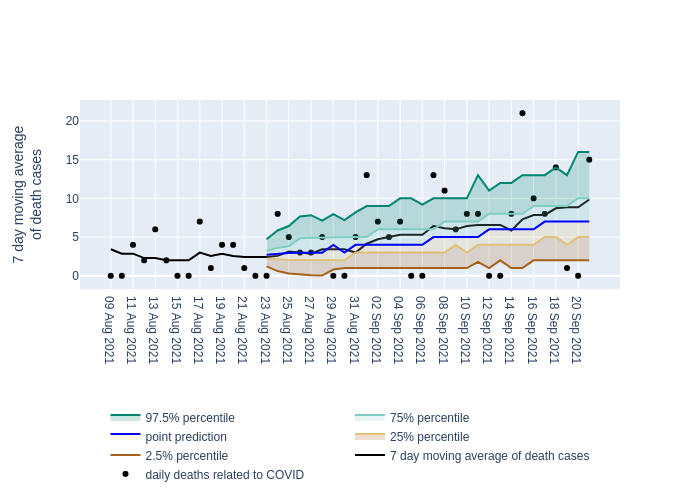 7 day moving average
of death cases
20
15
10
5
0
09 Aug 2021
11 Aug 2021
13 Aug 2021
15 Aug 2021
17 Aug 2021
19 Aug 2021
21 Aug 2021
23 Aug 2021
25 Aug 2021
27 Aug 2021
29 Aug 2021
31 Aug 2021
02 Sep 2021
04 Sep 2021
06 Sep 2021
08 Sep 2021
10 Sep 2021
12 Sep 2021
14 Sep 2021
16 Sep 2021
18 Sep 2021
20 Sep 2021
97.5% percentile
75% percentile
point prediction
25% percentile
2.5% percentile
7 day moving average of death cases
daily deaths related to COVID